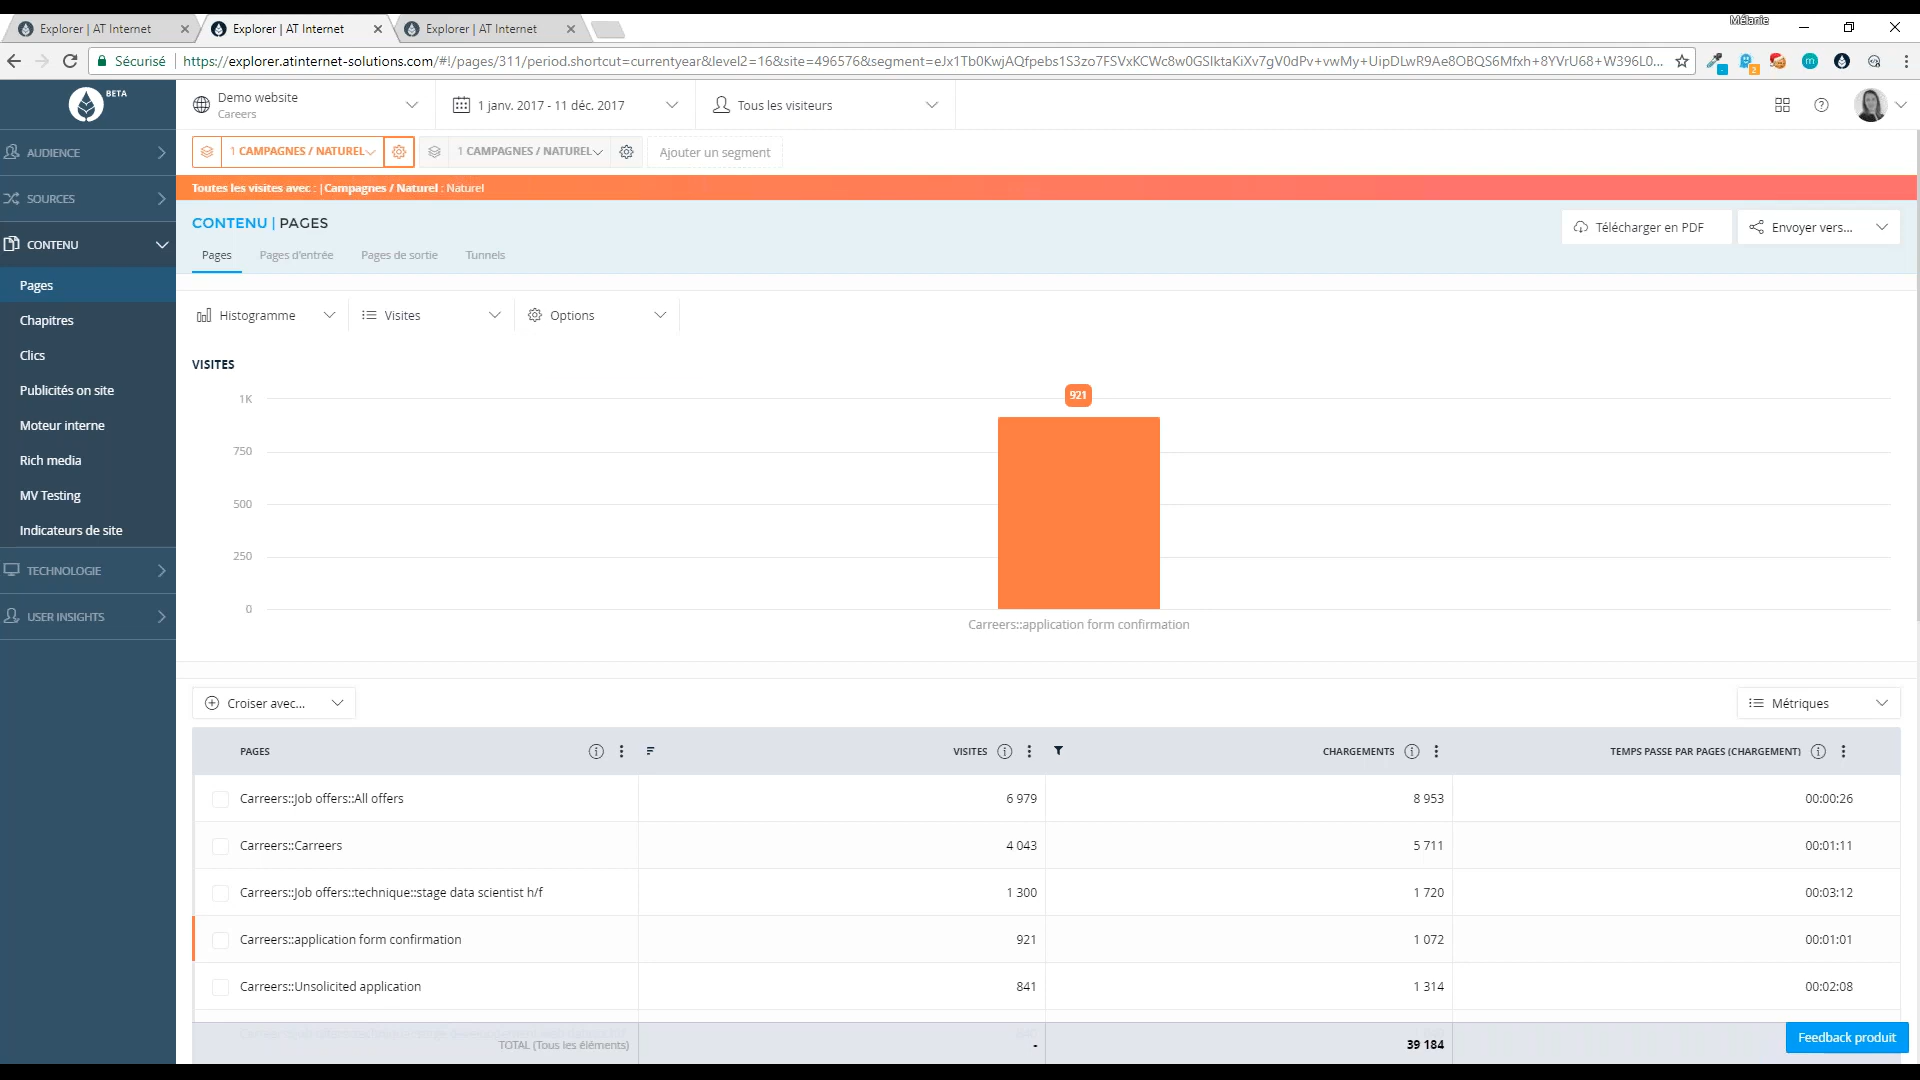 Mélanie
Explorer | AT Internet
Explorer | AT Internet
Explorer | AT Internet
Sécurisé
https://explorer.atinternet-solutions.com/#!/pages/311/period.shortcut=currentyear&level2=16&site=496576&segment=
BETA
Demo website
Careers
1 janv. 2017 - 11 déc. 2017
Tous les visiteurs
AUDIENCE
SOURCES
CONTENU
Pages
Chapitres
Clics
Publicités on site
Moteur interne
Rich media
MV Testing
Indicateurs de site
TECHNOLOGIE
USER INSIGHTS
1 CAMPAGNES / NATUREL
1 CAMPAGNES / NATUREL
Ajouter un segment
Toutes les visites avec : | Campagnes / Naturel : Naturel
CONTENU | PAGES
Télécharger en PDF
Envoyer vers...
Pages
Pages d'entrée
Pages de sortie
Tunnels
Histogramme
Visites
Options
VISITES
1K
750
500
250
0
921
Carreers::application form confirmation
Croiser avec...
Métriques
PAGES
VISITES
CHARGEMENTS
TEMPS PASSE PAR PAGES (CHARGEMENT)
Carreers::Job offers::All offers 6 979 8 953 00:00:26
Carreers::Carreers 4 043 5 711 00:01:11
Carreers::Job offers::technique::stage data scientist h/f 1 300 1 720 00:03:12
Carreers::application form confirmation 921 1 072 00:01:01
Carreers::Unsolicited application 841 1 314 00:02:08
TOTAL (Tous les éléments) - 39 184
Feedback produit